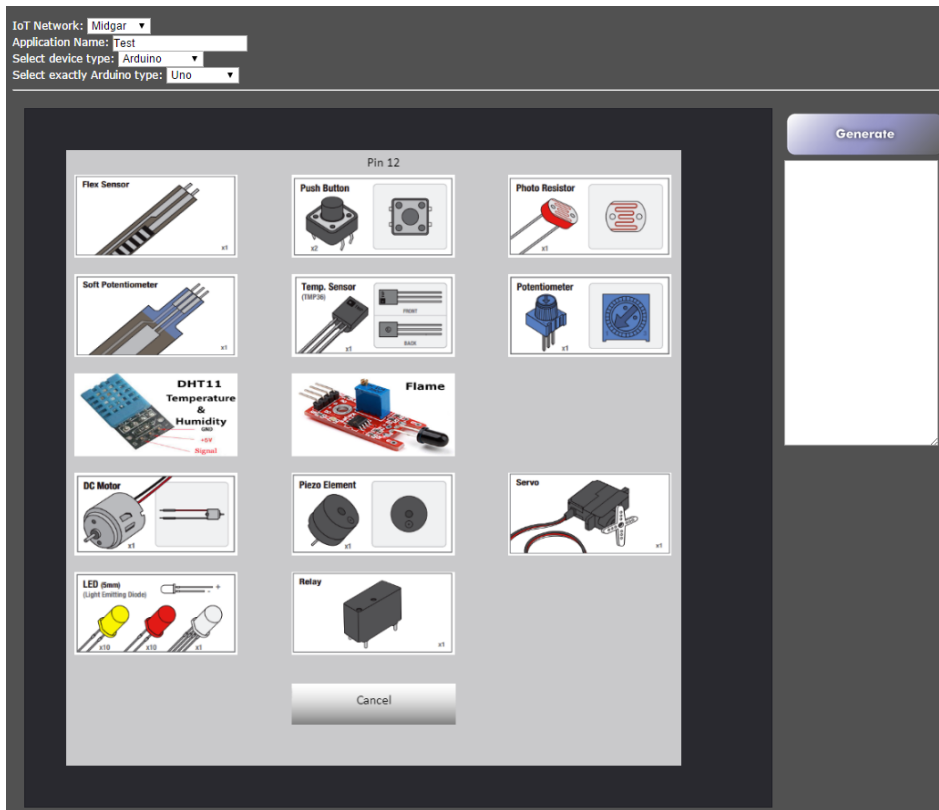 IoT Network: Midgar
Application Name: Test
Select device type: Arduino
Select exactly Arduino type: Uno
Generate
Pin 12
Flex Sensor
x1
Push Button
x2
Photo Resistor
x1
Soft Potentiometer
x1
Temp. Sensor
(TMP36)
FRONT
BACK
x1
Potentiometer
x1
DHT11
Temperature
&
Humidity
GND
+5V
Signal
Flame
DC Motor
x1
Piezo Element
x1
Servo
x1
LED (5mm)
(Light Emitting Diode)
+
-
x10 x10 x1
Relay
x1
Cancel